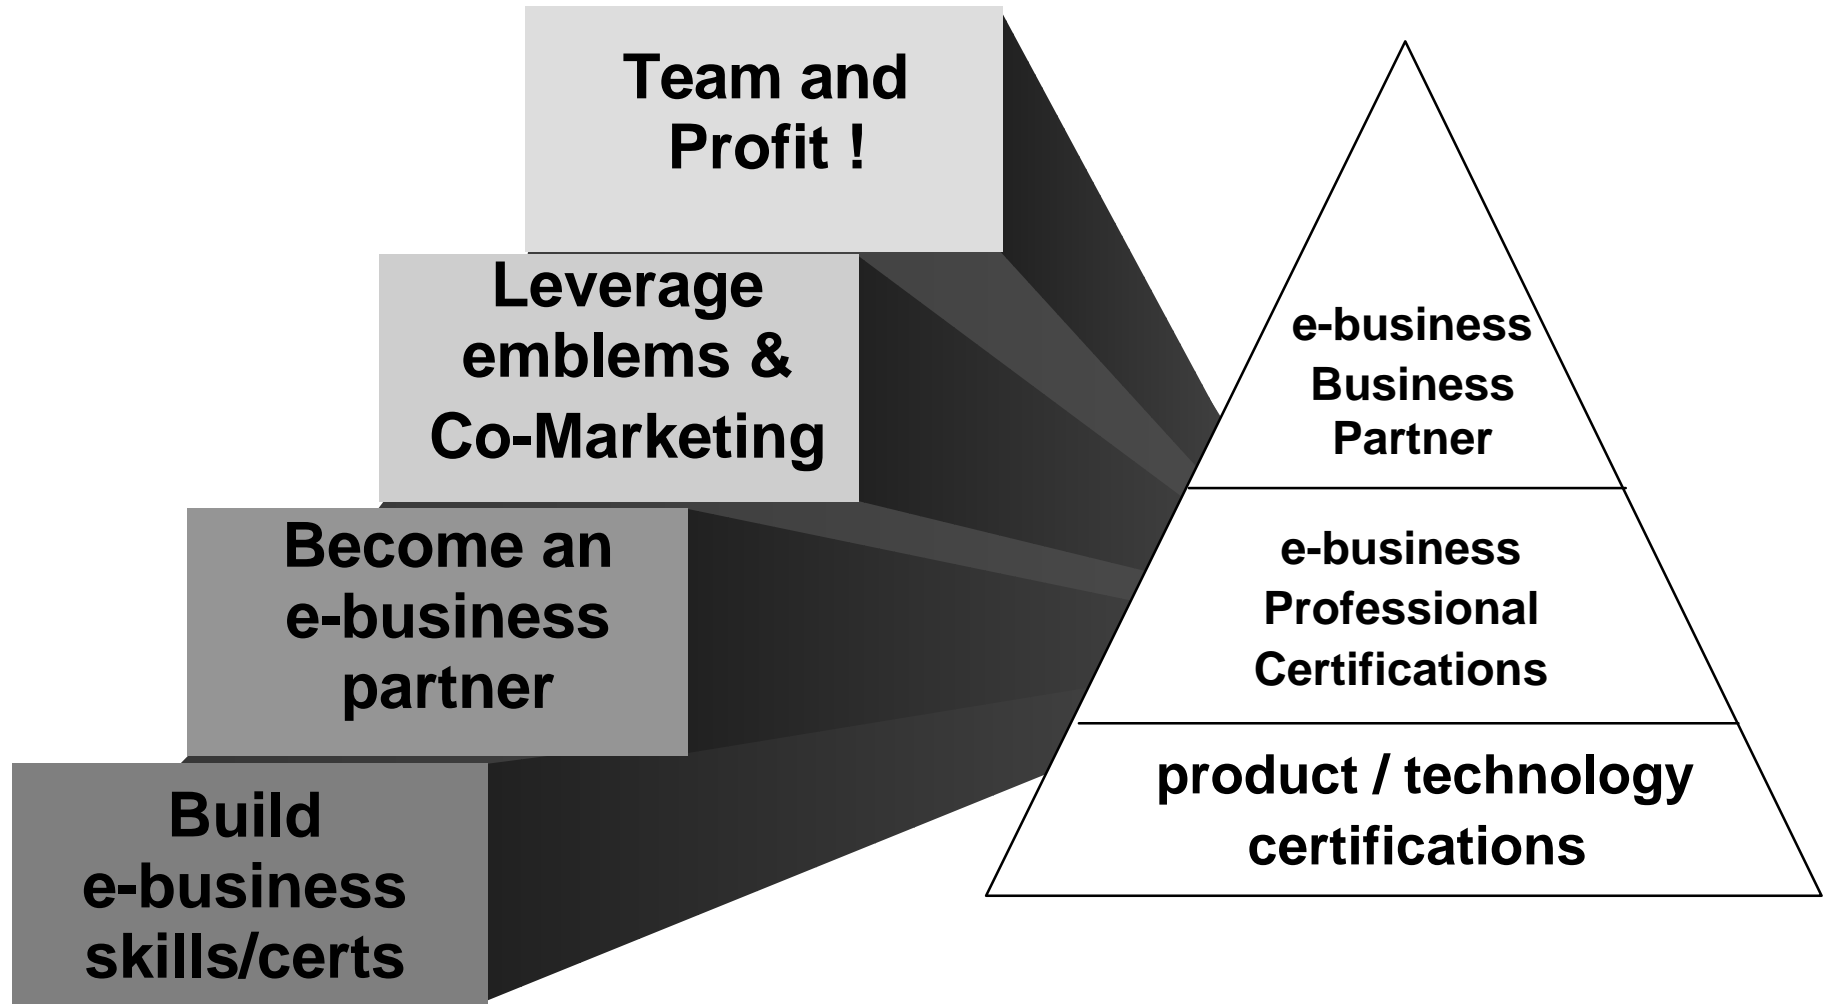 Team and
Profit !
Leverage
emblems &
Co-Marketing
Become an
e-business
partner
Build
e-business
skills/certs
e-business
Business
Partner
e-business
Professional
Certifications
product / technology
certifications